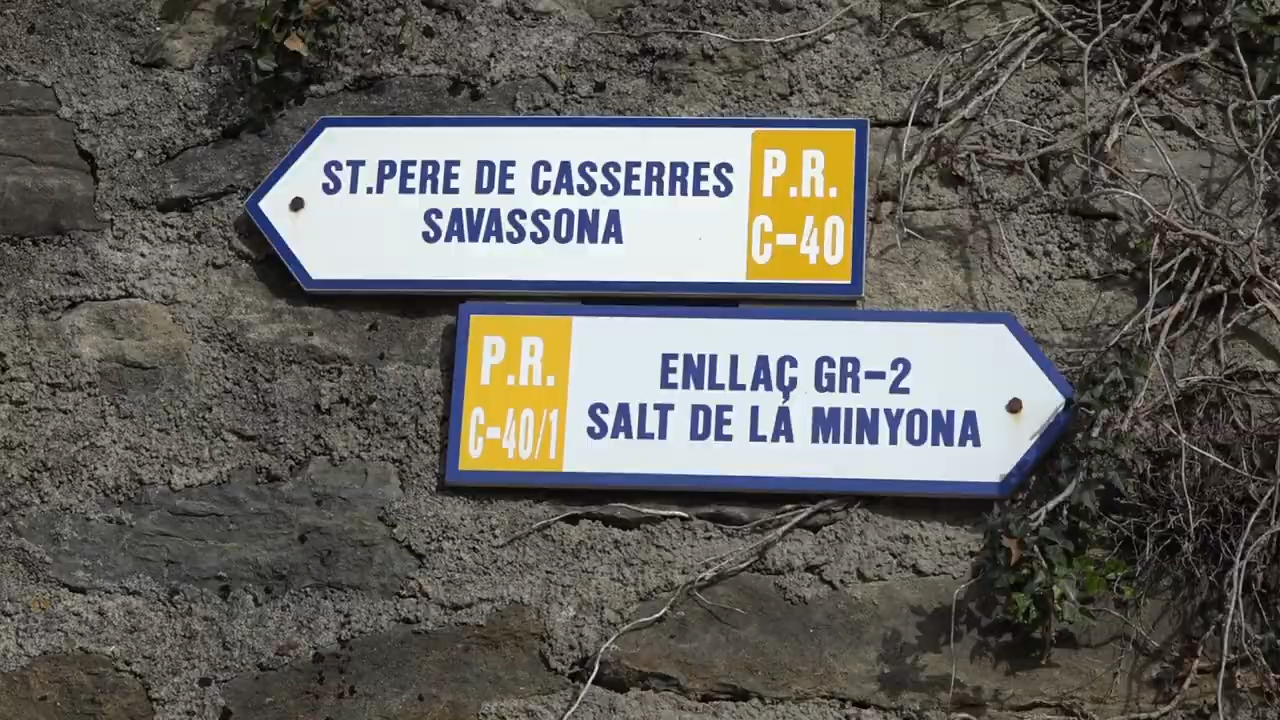 ST.PERE DE CASSERRES
SAVASSONA
P.R.
C-40
P.R.
C-40/1
ENLLAÇ GR-2
SALT DE LA MINYONA